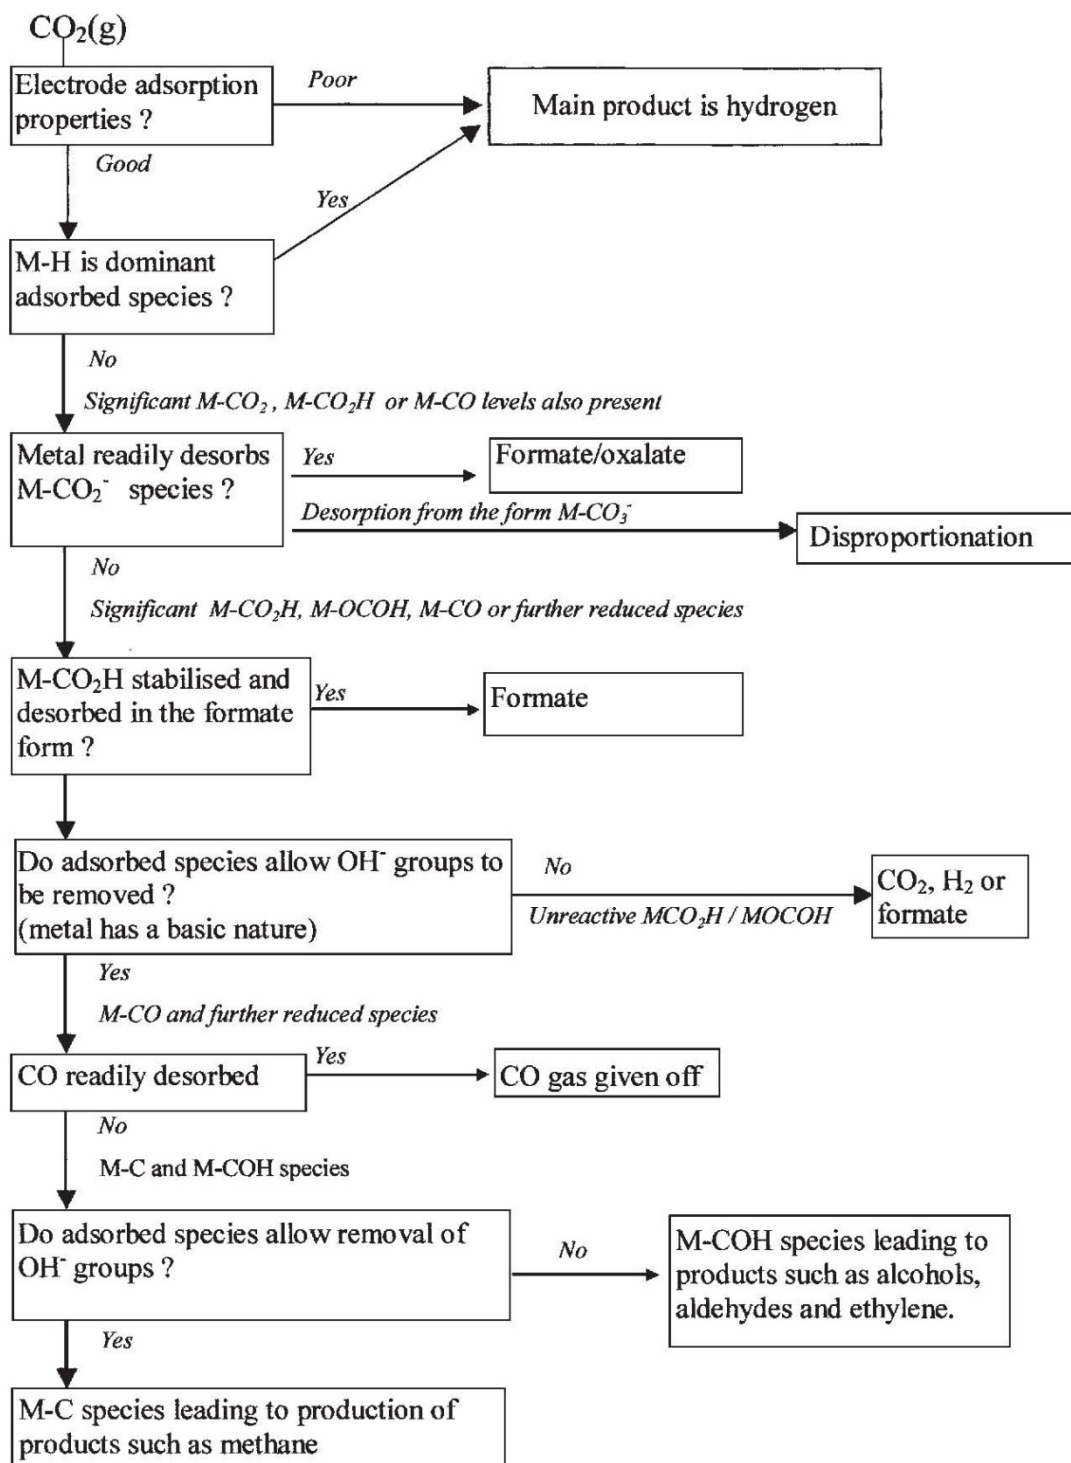 CO₂(g)
Electrode adsorption
properties ?
Poor
Main product is hydrogen
Good
Yes
M-H is dominant
adsorbed species ?
No
Significant M-CO₂ , M-CO₂H or M-CO levels also present
Metal readily desorbs
M-CO₂⁻ species ?
Yes
Formate/oxalate
Desorption from the form M-CO₃⁻
Disproportionation
No
Significant M-CO₂H, M-OCOH, M-CO or further reduced species
M-CO₂H stabilised and
desorbed in the formate
form ?
Yes
Formate
Do adsorbed species allow OH⁻ groups to
be removed ?
(metal has a basic nature)
No
Unreactive MCO₂H / MOCOH
CO₂, H₂ or
formate
Yes
M-CO and further reduced species
CO readily desorbed
Yes
CO gas given off
No
M-C and M-COH species
Do adsorbed species allow removal of
OH⁻ groups ?
No
M-COH species leading to
products such as alcohols,
aldehydes and ethylene.
Yes
M-C species leading to production of
products such as methane